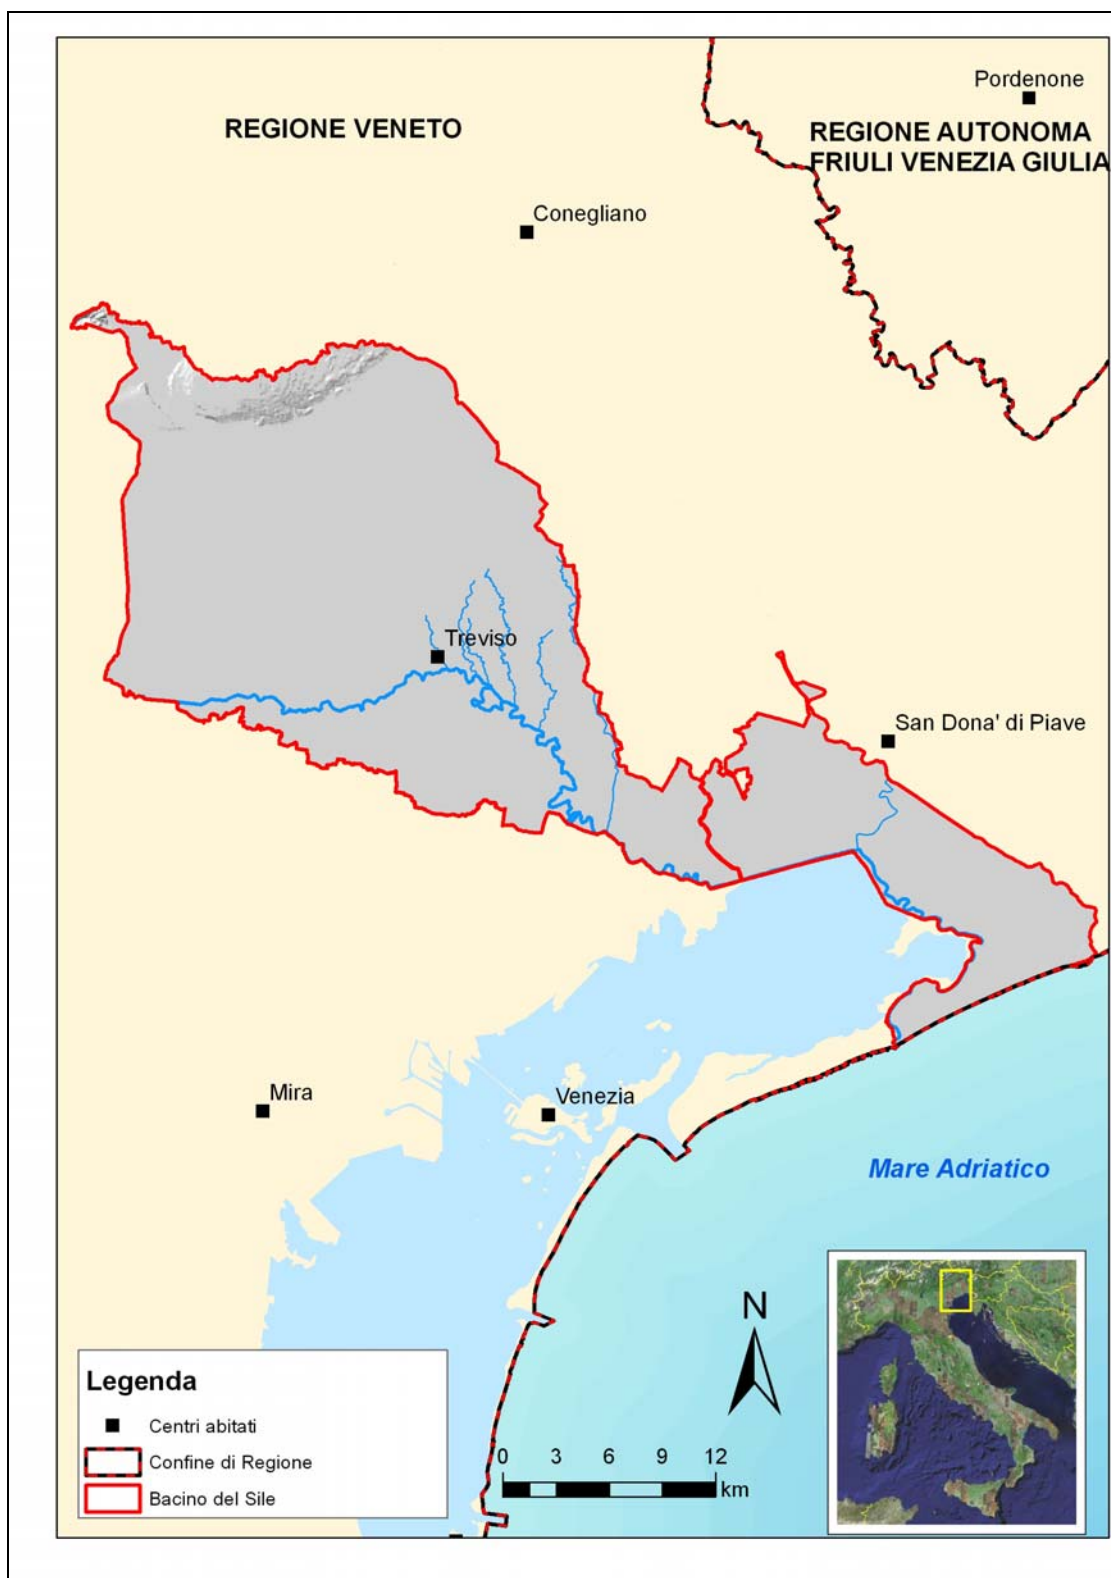 Pordenone
REGIONE VENETO
REGIONE AUTONOMA
FRIULI VENEZIA GIULIA
Conegliano
Treviso
San Dona' di Piave
Mira
Venezia
Mare Adriatico
N
Legenda
Centri abitati
Confine di Regione
Bacino del Sile
0 3 6 9 12
km